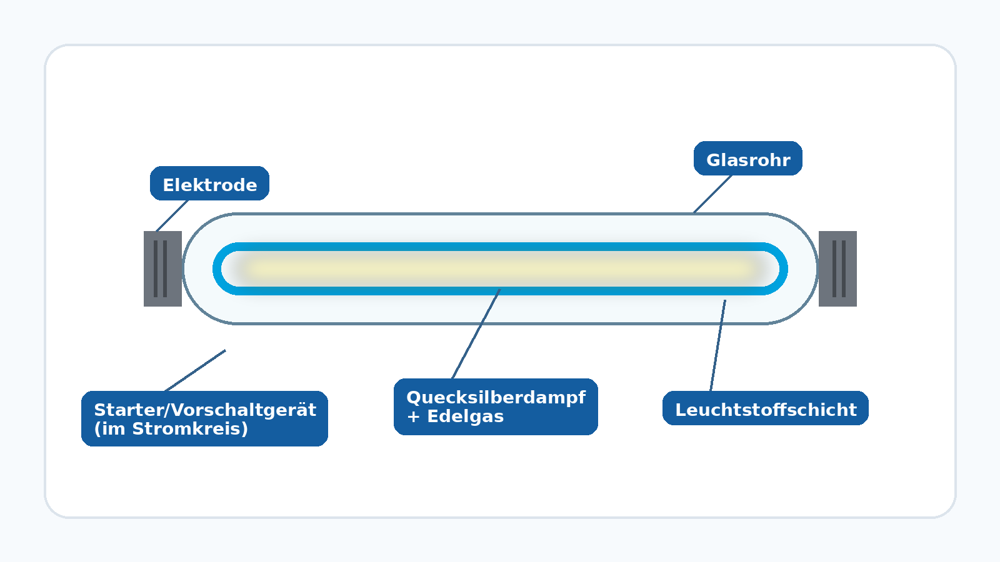 Glasrohr
Elektrode
Quecksilberdampf
+ Edelgas
Starter/Vorschaltgerät
(im Stromkreis)
Leuchtstoffschicht